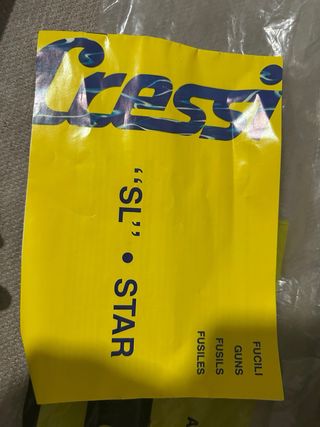 Cressi
"SL" • STAR
FUCILI
GUNS
FUSILS
FUSILES